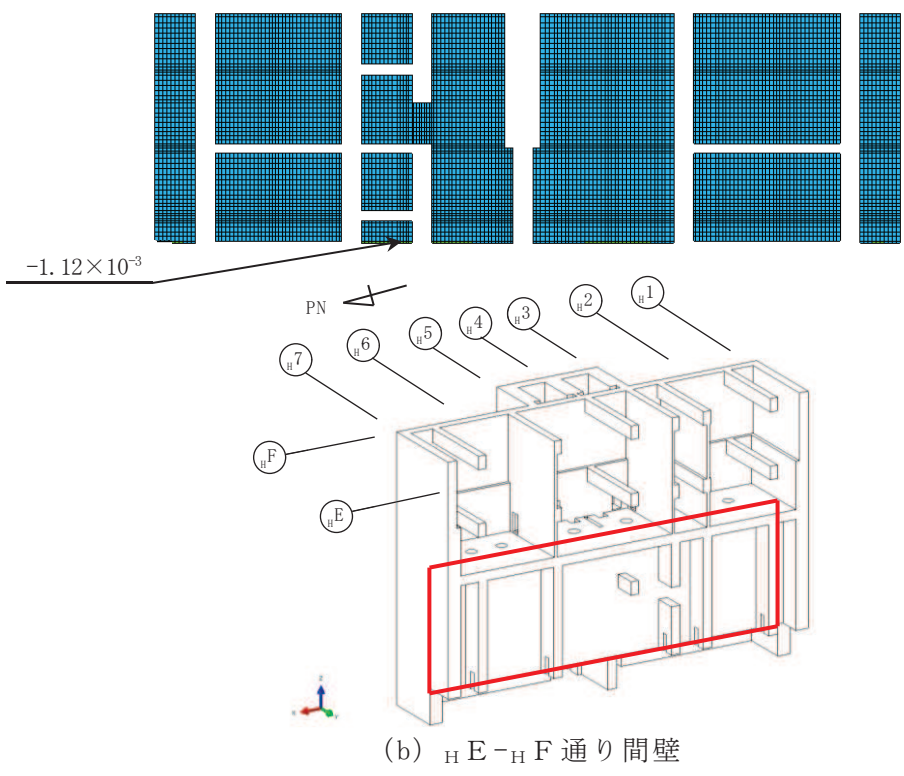 -1.12×10⁻³
PN
H7
H6
H5
H4
H3
H2
H1
HF
HE
Z
X
Y
(b) HE-HF通り間壁